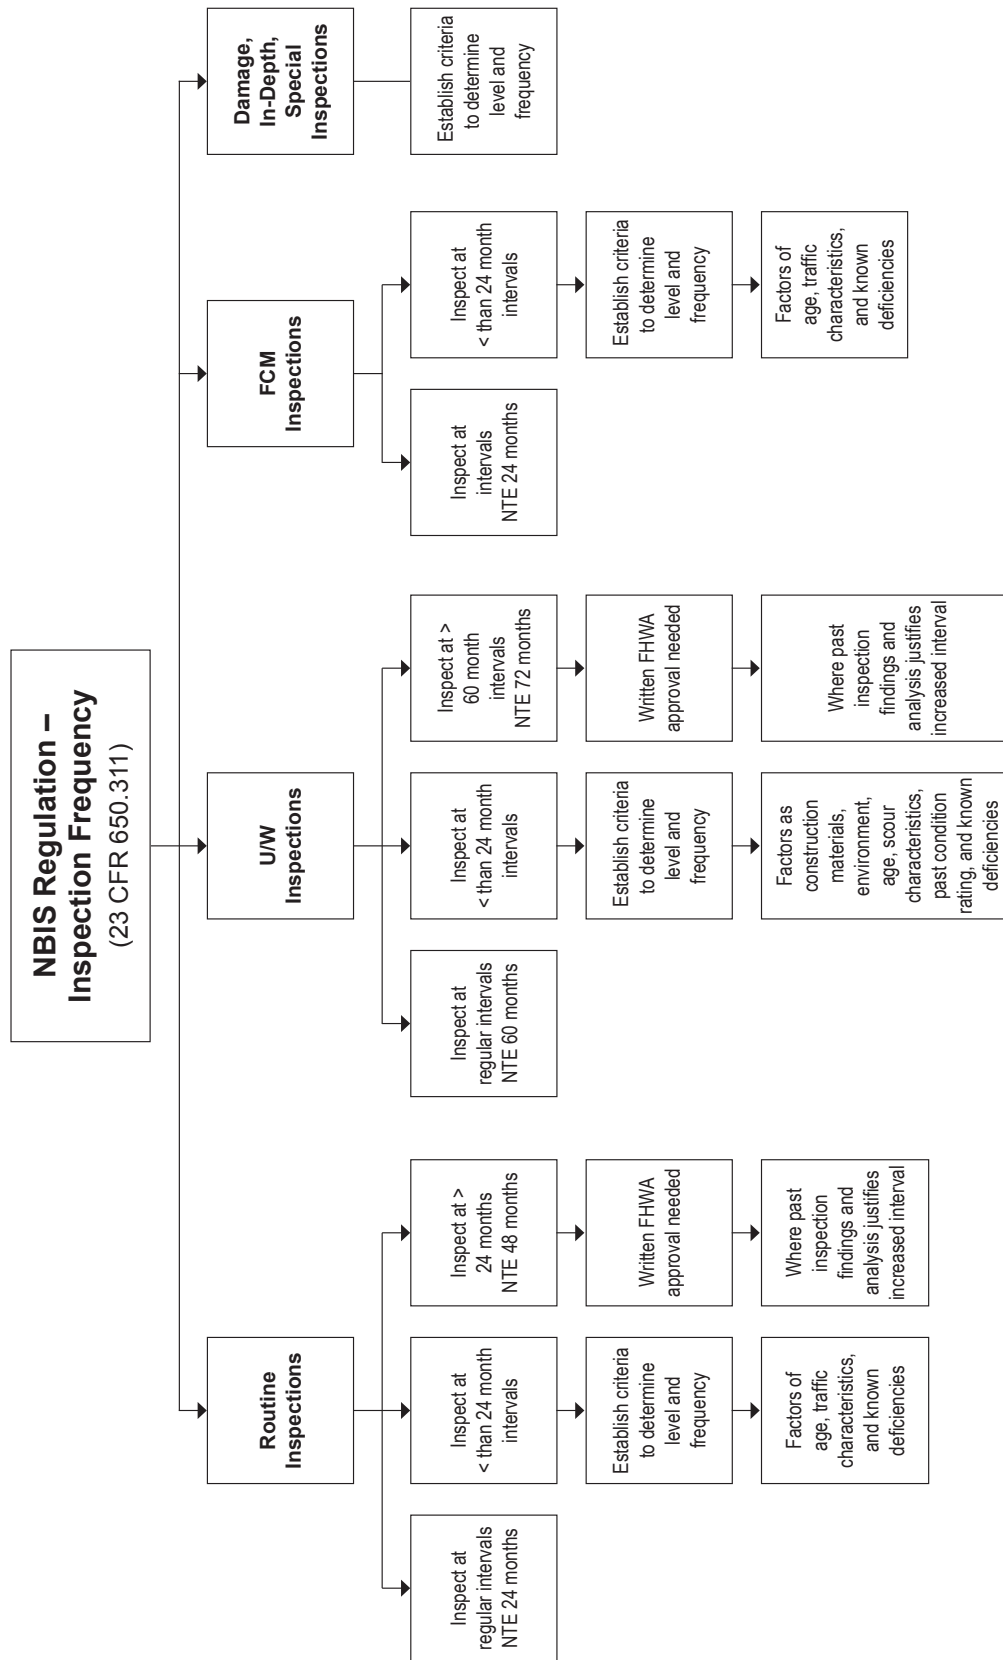 NBIS Regulation –
Inspection Frequency
(23 CFR 650.311)
Routine
Inspections
U/W
Inspections
FCM
Inspections
Damage,
In-Depth,
Special
Inspections
Inspect at
regular intervals
NTE 24 months
Inspect at
< than 24 month
intervals
Inspect at >
24 months
NTE 48 months
Inspect at
regular intervals
NTE 60 months
Inspect at
< than 24 month
intervals
Inspect at >
60 month
intervals
NTE 72 months
Inspect at
intervals
NTE 24 months
Inspect at
< than 24 month
intervals
Establish criteria
to determine
level and
frequency
Establish criteria
to determine
level and
frequency
Written FHWA
approval needed
Establish criteria
to determine
level and
frequency
Written FHWA
approval needed
Establish criteria
to determine
level and
frequency
Factors of
age, traffic
characteristics,
and known
deficiencies
Where past
inspection
findings and
analysis justifies
increased interval
Factors as
construction
materials,
environment,
age, scour
characteristics,
past condition
rating, and known
deficiencies
Where past
inspection
findings and
analysis justifies
increased interval
Factors of
age, traffic
characteristics,
and known
deficiencies